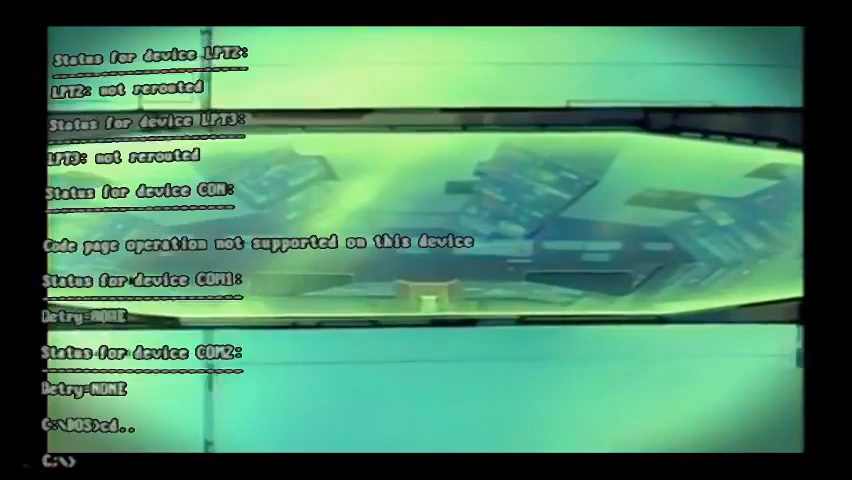 Status for device LPT2:
----------------------
LPT2: not rerouted
Status for device LPT3:
----------------------
LPT3: not rerouted
Status for device COM:
----------------------
Code page operation not supported on this device
Status for device COM1:
----------------------
Retry=NONE
Status for device COM2:
----------------------
Retry=NONE
C:\DOS>cd..
C:\>